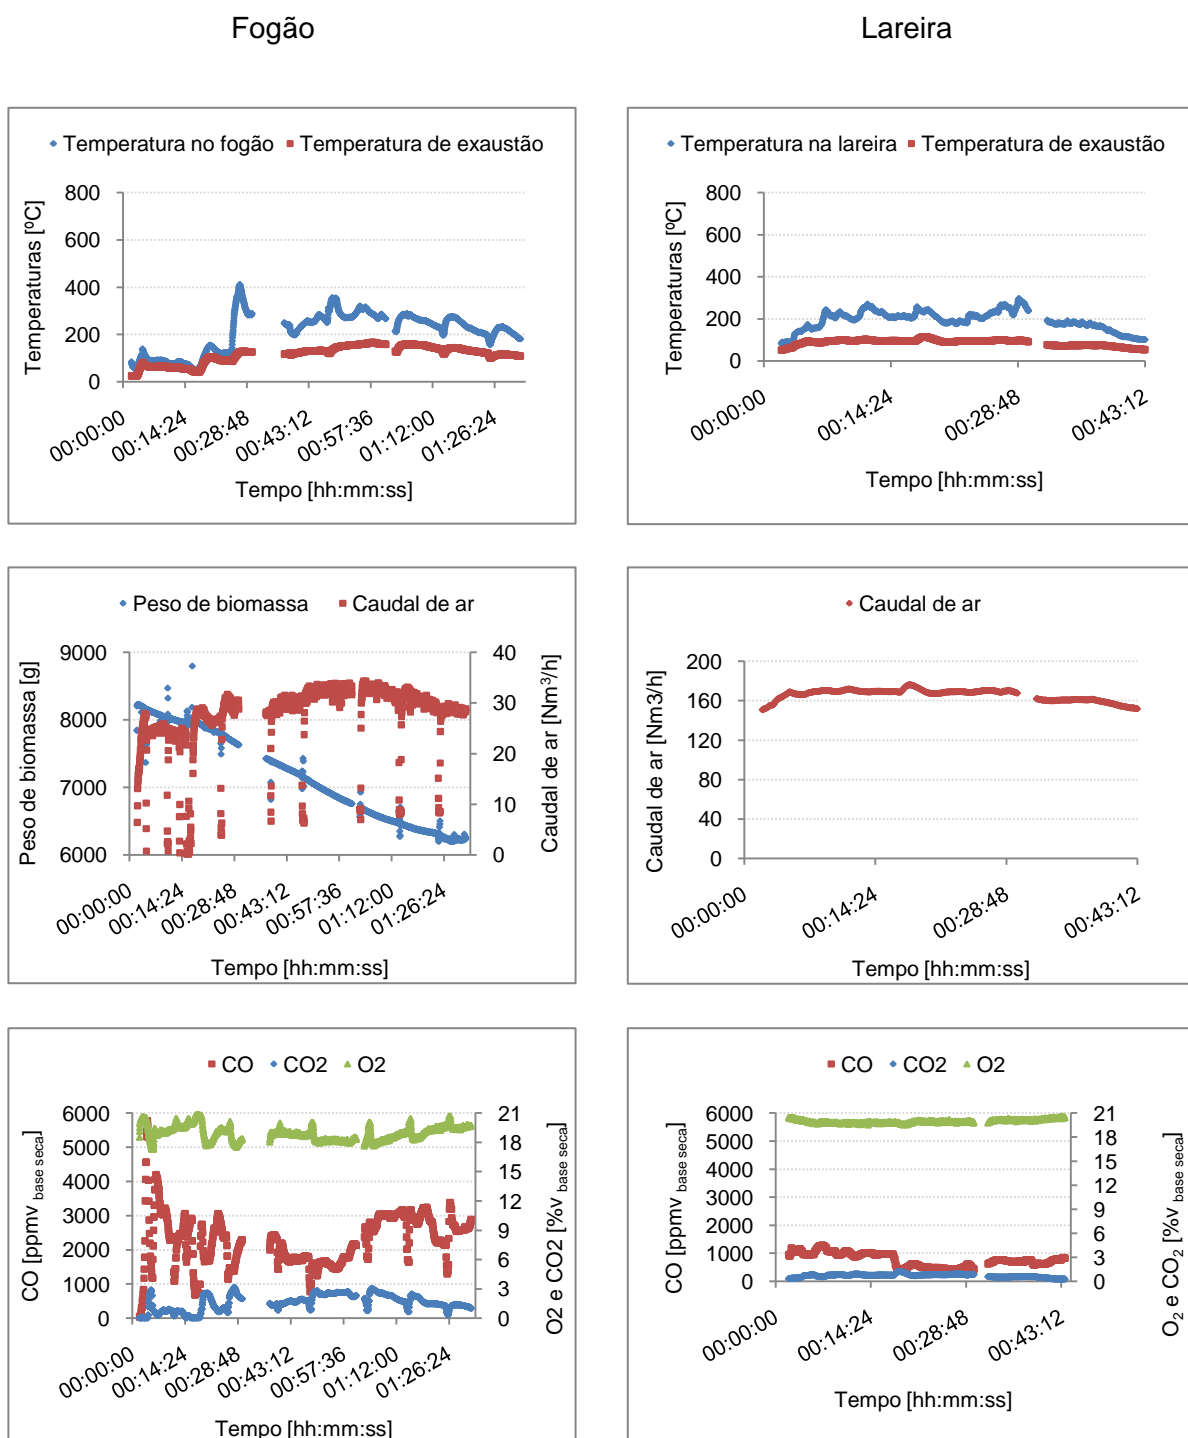 Fogão
Lareira
Temperatura no fogão Temperatura de exaustão
Temperaturas [ºC]
800
600
400
200
0
00:00:00 00:14:24 00:28:48 00:43:12 00:57:36 01:12:00 01:26:24
Tempo [hh:mm:ss]
Temperatura na lareira Temperatura de exaustão
Temperaturas [ºC]
800
600
400
200
0
00:00:00 00:14:24 00:28:48 00:43:12
Tempo [hh:mm:ss]
Peso de biomassa Caudal de ar
Peso de biomassa [g]
9000
8000
7000
6000
40
30
20
10
0
Caudal de ar [Nm³/h]
00:00:00 00:14:24 00:28:48 00:43:12 00:57:36 01:12:00 01:26:24
Tempo [hh:mm:ss]
Caudal de ar
Caudal de ar [Nm3/h]
200
160
120
80
40
0
00:00:00 00:14:24 00:28:48 00:43:12
Tempo [hh:mm:ss]
CO CO2 O2
CO [ppmv base seca]
6000
5000
4000
3000
2000
1000
0
21
18
15
12
9
6
3
0
O2 e CO2 [%v base seca]
00:00:00 00:14:24 00:28:48 00:43:12 00:57:36 01:12:00 01:26:24
Tempo [hh:mm:ss]
CO CO2 O2
CO [ppmv base seca]
6000
5000
4000
3000
2000
1000
0
21
18
15
12
9
6
3
0
O₂ e CO₂ [%v base seca]
00:00:00 00:14:24 00:28:48 00:43:12
Tempo [hh:mm:ss]